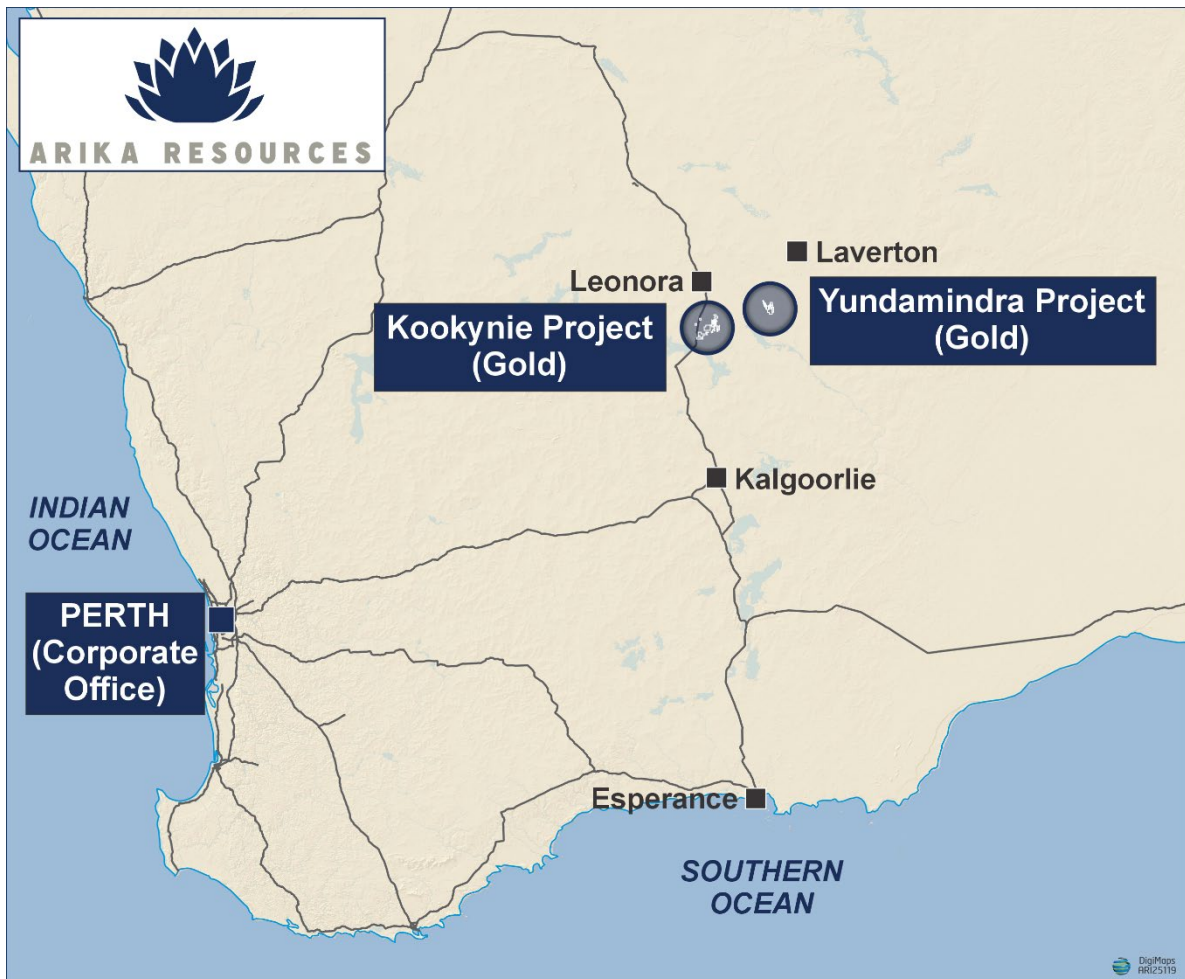 ARIKA RESOURCES
Laverton
Leonora
Yundamindra Project
(Gold)
Kookynie Project
(Gold)
Kalgoorlie
INDIAN
OCEAN
PERTH
(Corporate
Office)
Esperance
SOUTHERN
OCEAN
DigiMaps
ARI25119